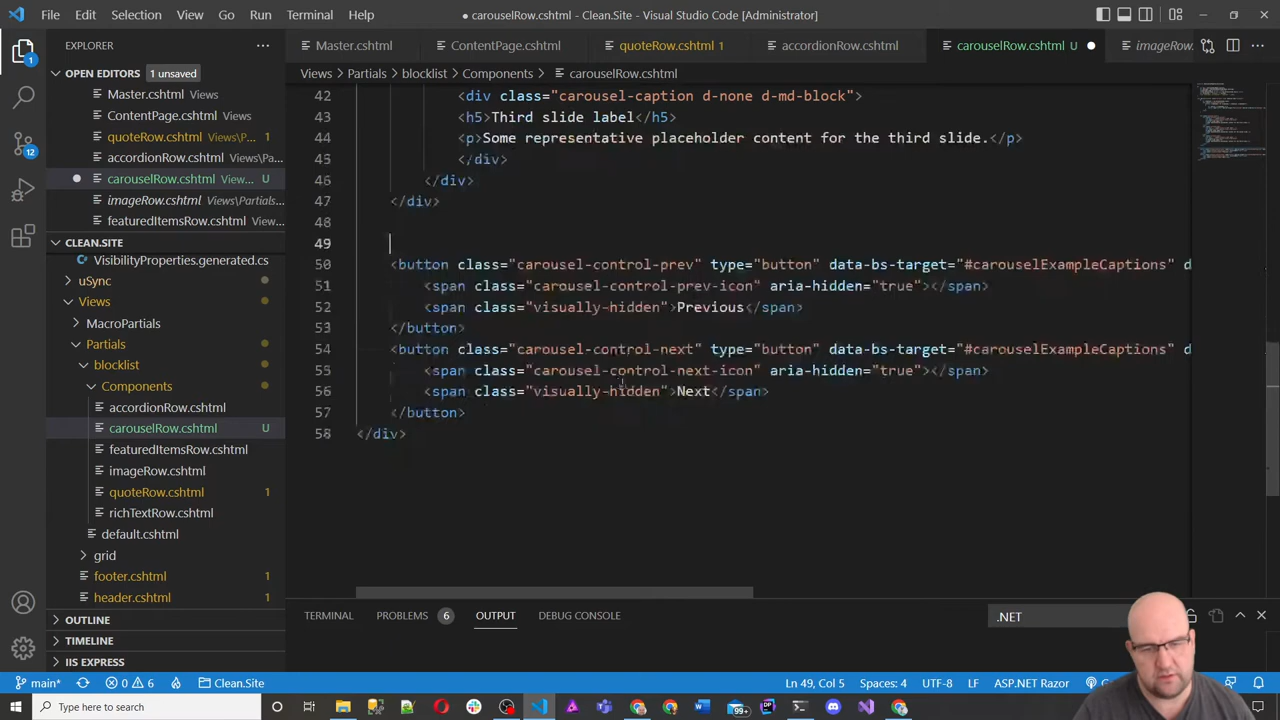 File Edit Selection View Go Run Terminal Help
● carouselRow.cshtml - Clean.Site - Visual Studio Code [Administrator]
EXPLORER
Master.cshtml ContentPage.cshtml quoteRow.cshtml 1 accordionRow.cshtml carouselRow.cshtml U imageRow.
OPEN EDITORS 1 unsaved
Views > Partials > blocklist > Components > carouselRow.cshtml
Master.cshtml Views
ContentPage.cshtml Views
quoteRow.cshtml Views\P... 1
accordionRow.cshtml Views\Pa...
carouselRow.cshtml View... U
imageRow.cshtml Views\Partials...
featuredItemsRow.cshtml View...
CLEAN.SITE
VisibilityProperties.generated.cs
uSync
Views
MacroPartials
Partials
blocklist
Components
accordionRow.cshtml
carouselRow.cshtml U
featuredItemsRow.cshtml
imageRow.cshtml
quoteRow.cshtml 1
richTextRow.cshtml
default.cshtml
grid
footer.cshtml 1
header.cshtml 1
OUTLINE
TIMELINE
IIS EXPRESS
42 <div class="carousel-caption d-none d-md-block">
43 <h5>Third slide label</h5>
44 <p>Some representative placeholder content for the third slide.</p>
45 </div>
46 </div>
47 </div>
48
49
50 <button class="carousel-control-prev" type="button" data-bs-target="#carouselExampleCaptions" d
51 <span class="carousel-control-prev-icon" aria-hidden="true"></span>
52 <span class="visually-hidden">Previous</span>
53 </button>
54 <button class="carousel-control-next" type="button" data-bs-target="#carouselExampleCaptions" d
55 <span class="carousel-control-next-icon" aria-hidden="true"></span>
56 <span class="visually-hidden">Next</span>
57 </button>
58 </div>
TERMINAL PROBLEMS 6 OUTPUT DEBUG CONSOLE .NET
main* 0 6 Clean.Site Ln 49, Col 5 Spaces: 4 UTF-8 LF ASP.NET Razor
Type here to search
99+